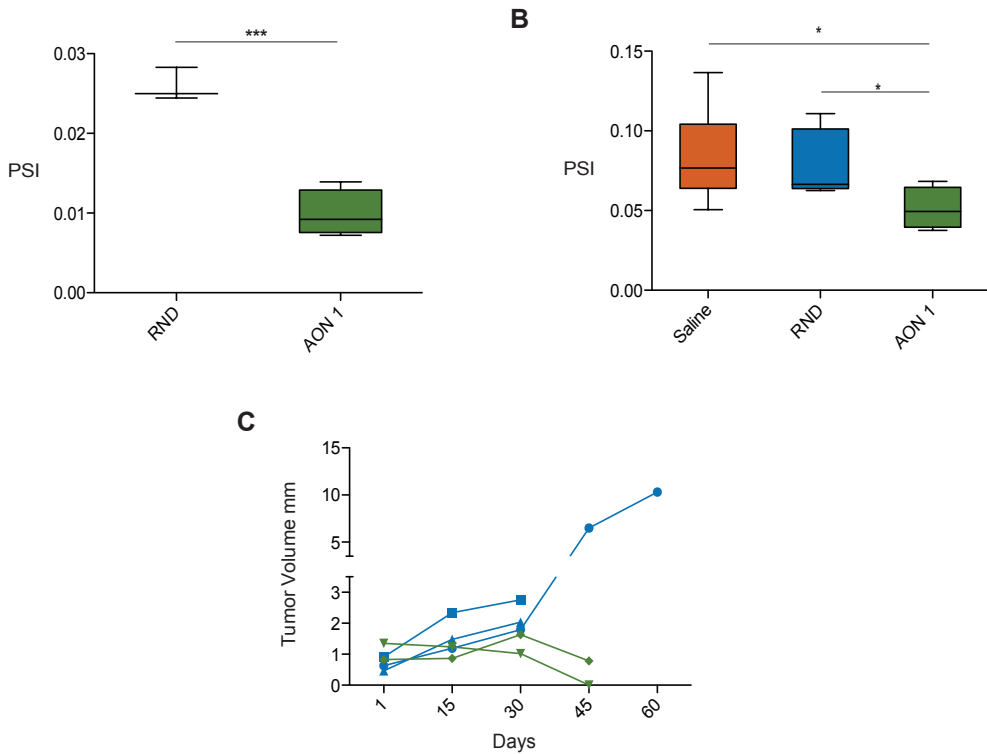 B
***
0.03
0.02
PSI
0.01
0.00
RND
AON 1
*
*
0.15
0.10
PSI
0.05
0.00
Saline
RND
AON 1
C
15
10
5
3
2
1
0
Tumor Volume mm
1
15
30
45
60
Days